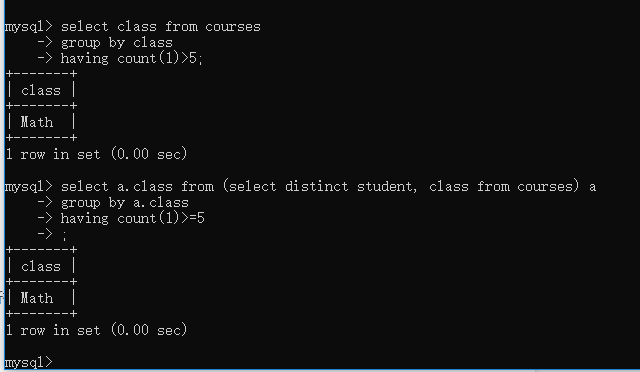 mysql> select class from courses
    -> group by class
    -> having count(1)>5;
+-------+
| class |
+-------+
| Math  |
+-------+
1 row in set (0.00 sec)
mysql> select a.class from (select distinct student, class from courses) a
    -> group by a.class
    -> having count(1)>=5
    -> ;
+-------+
| class |
+-------+
| Math  |
+-------+
1 row in set (0.00 sec)
mysql>